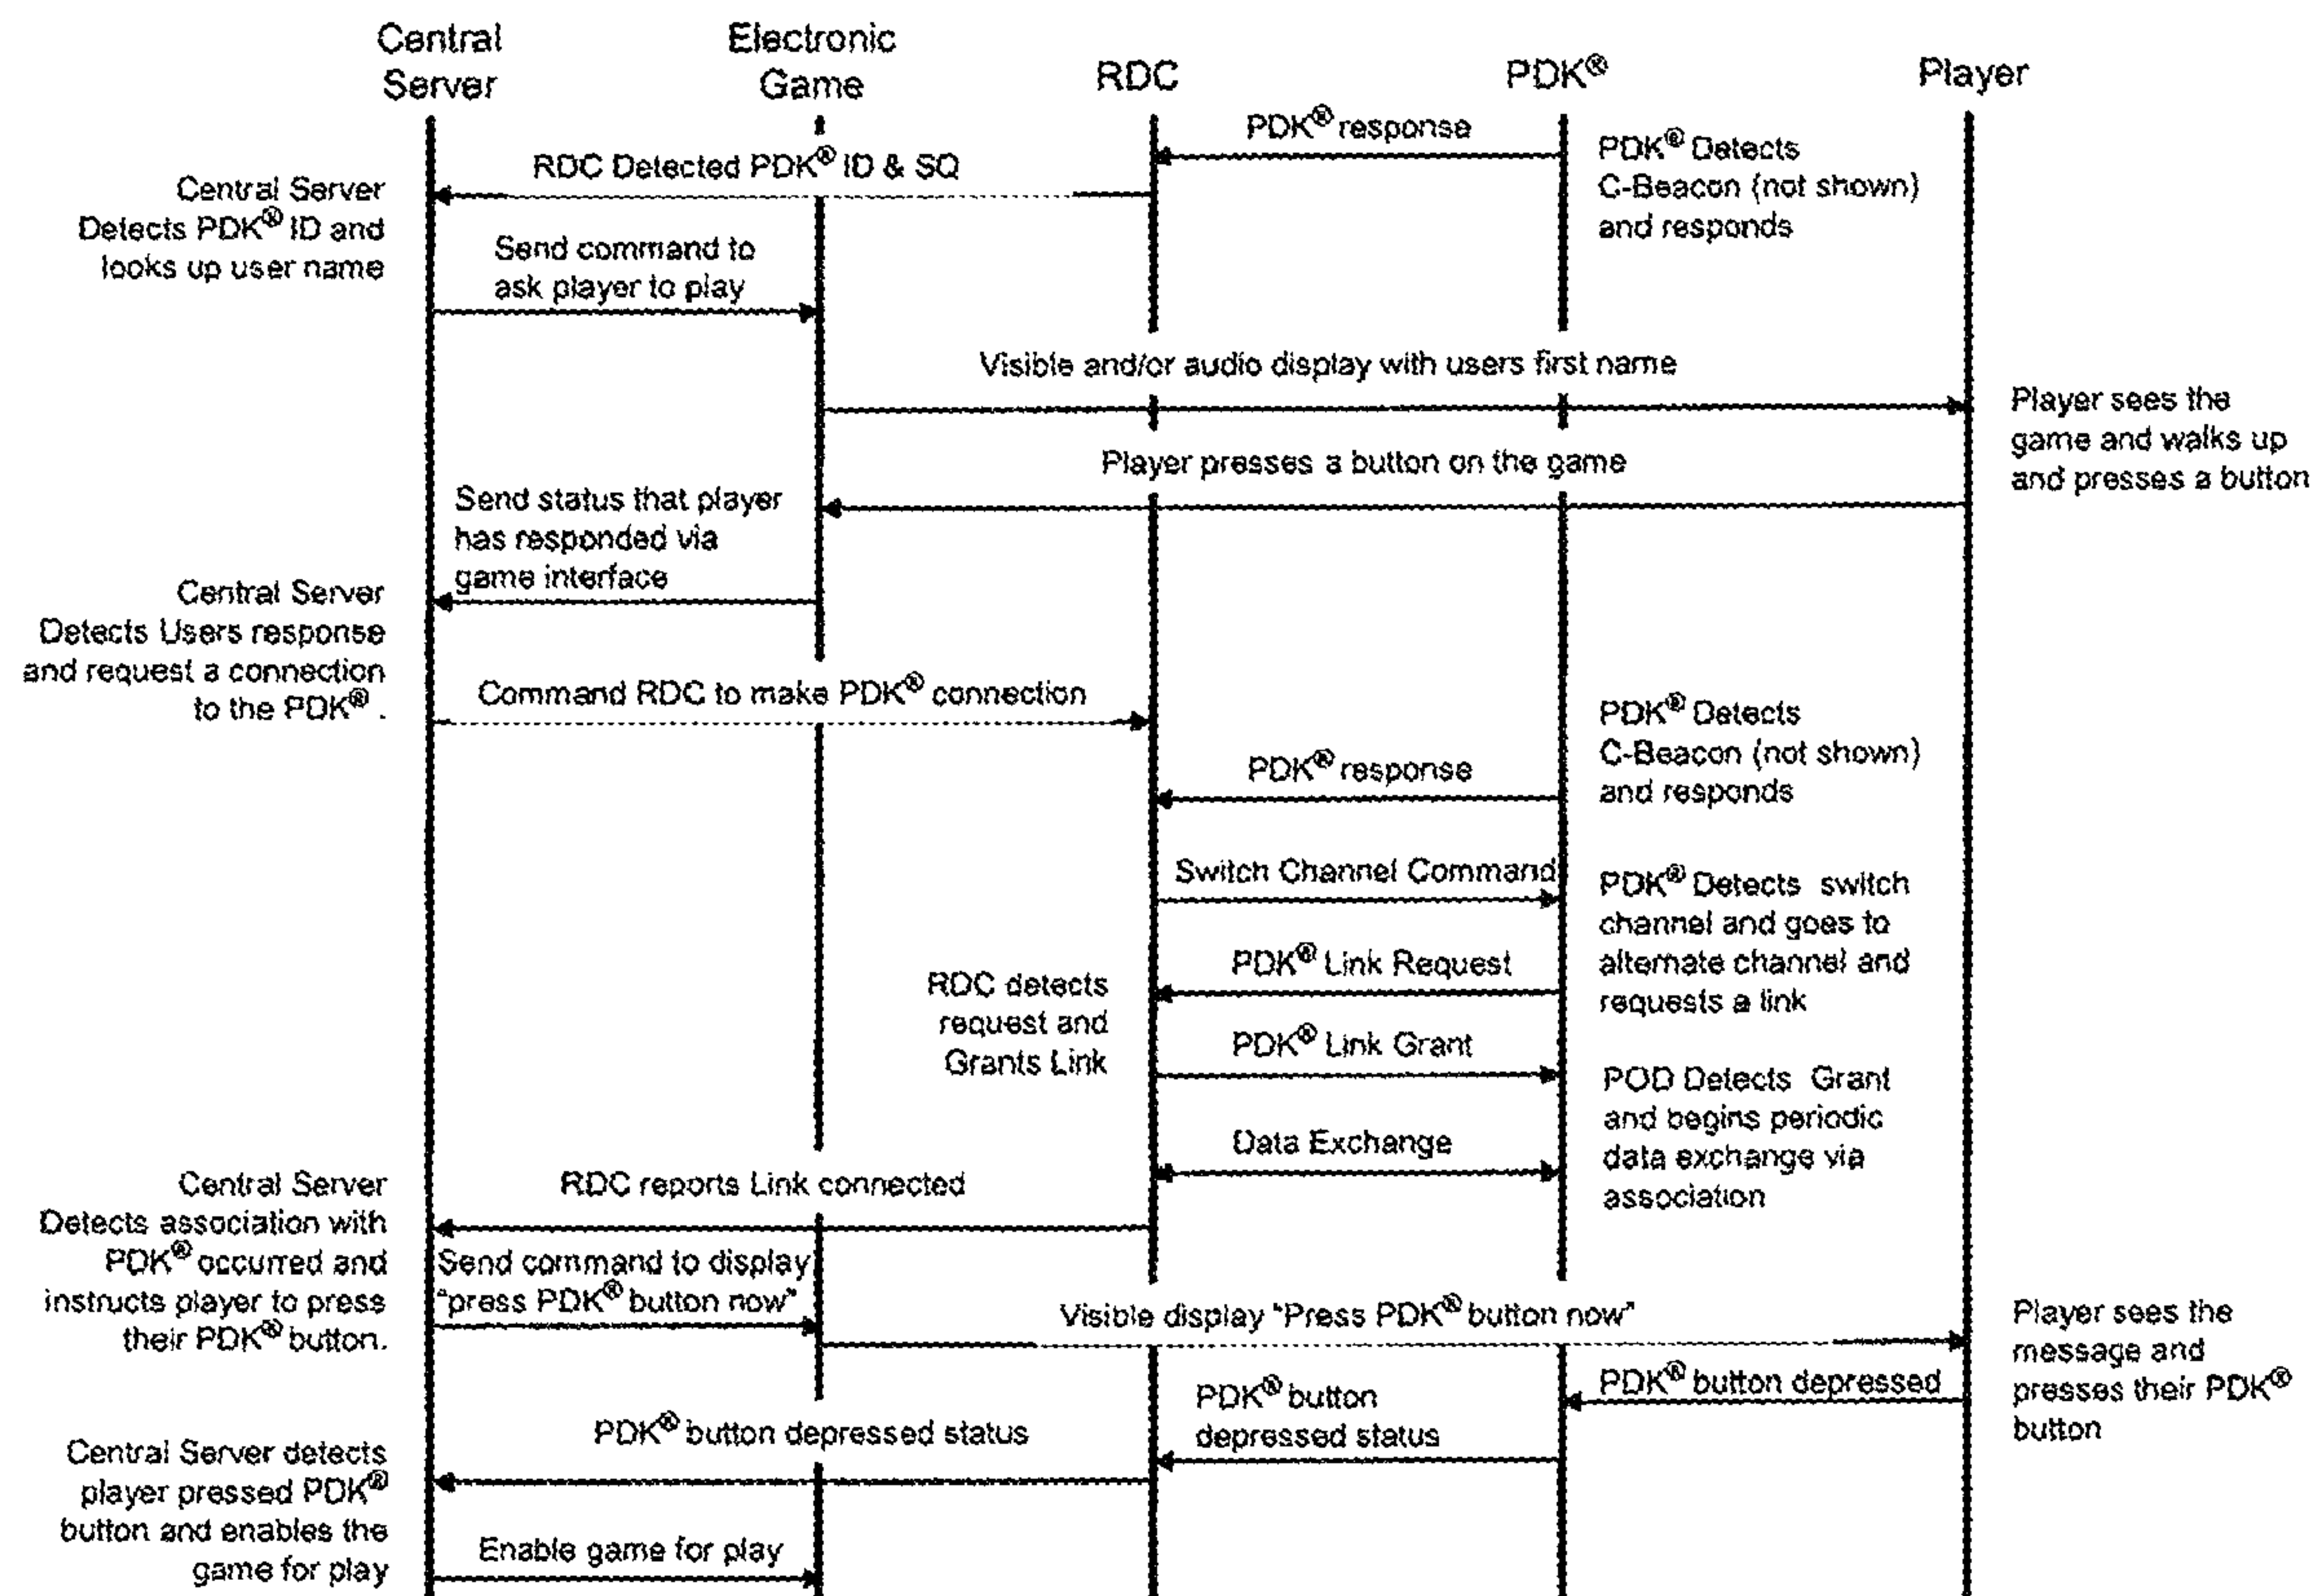 Central
Server
Electronic
Game
RDC
PDK®
Player
PDK® response
PDK® Detects
C-Beacon (not shown)
and responds
RDC Detected PDK® ID & SQ
Central Server
Detects PDK® ID and
looks up user name
Send command to
ask player to play
Visible and/or audio display with users first name
Player sees the
game and walks up
and presses a button
Player presses a button on the game
Send status that player
has responded via
game interface
Central Server
Detects Users response
and request a connection
to the PDK® .
Command RDC to make PDK® connection
PDK® Detects
C-Beacon (not shown)
and responds
PDK® response
Switch Channel Command
PDK® Detects switch
channel and goes to
alternate channel and
requests a link
PDK® Link Request
RDC detects
request and
Grants Link
PDK® Link Grant
POD Detects Grant
and begins periodic
data exchange via
association
Data Exchange
RDC reports Link connected
Central Server
Detects association with
PDK® occurred and
instructs player to press
their PDK® button.
Send command to display
"press PDK® button now"
Visible display "Press PDK® button now"
Player sees the
message and
presses their PDK®
button
PDK® button depressed
PDK® button
depressed status
PDK® button depressed status
Central Server detects
player pressed PDK®
button and enables the
game for play
Enable game for play